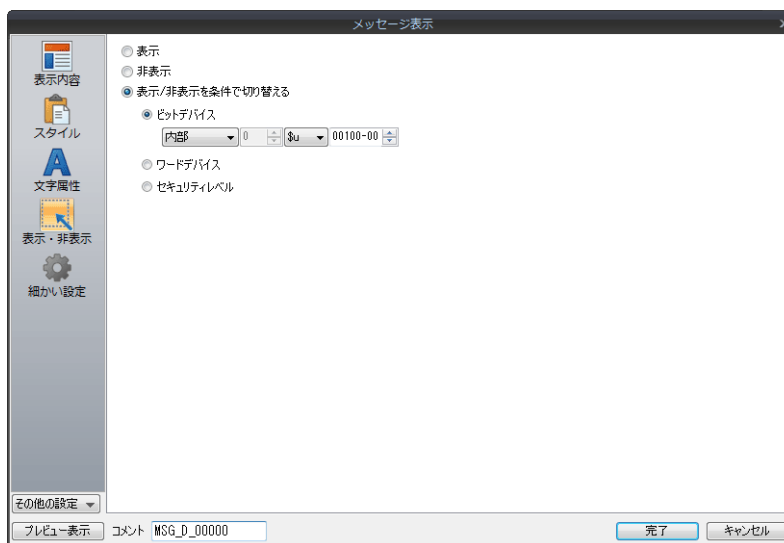 メッセージ表示
表示内容
スタイル
文字属性
表示・非表示
細かい設定
その他の設定
表示
非表示
表示/非表示を条件で切り替える
ビットデバイス
内部 0 $u 00100-00
ワードデバイス
セキュリティレベル
プレビュー表示 コメント MSG_D_00000 完了 キャンセル